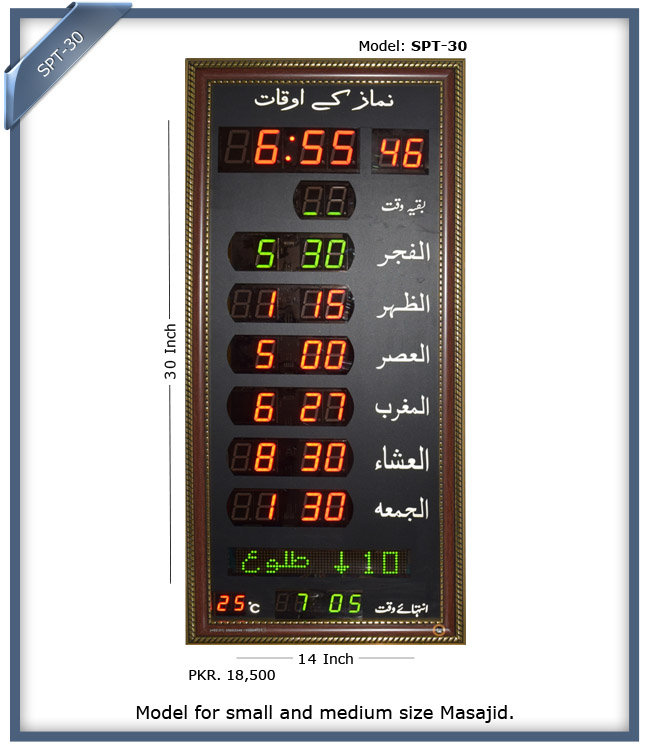 SPT-30
Model: SPT-30
نماز کے اوقات
6:55 46
بقیہ وقت
الفجر 5 30
الظهر 1 15
العصر 5 00
المغرب 6 27
العشاء 8 30
الجمعه 1 30
طلوع ↓ 10
25°C 7 05 انتہائے وقت
30 Inch
14 Inch
PKR. 18,500
Model for small and medium size Masajid.